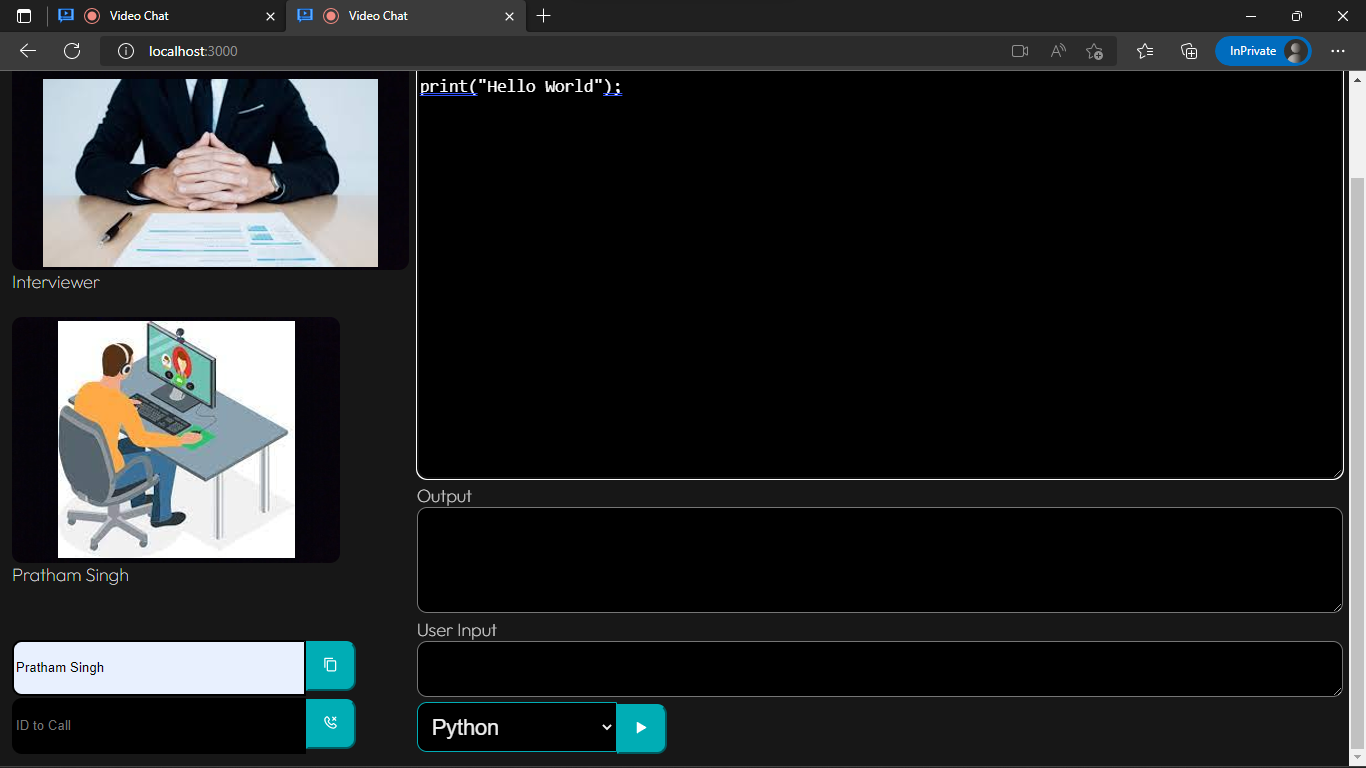 Video Chat
Video Chat
localhost:3000
InPrivate
print("Hello World");
Interviewer
Pratham Singh
Output
User Input
Pratham Singh
ID to Call
Python